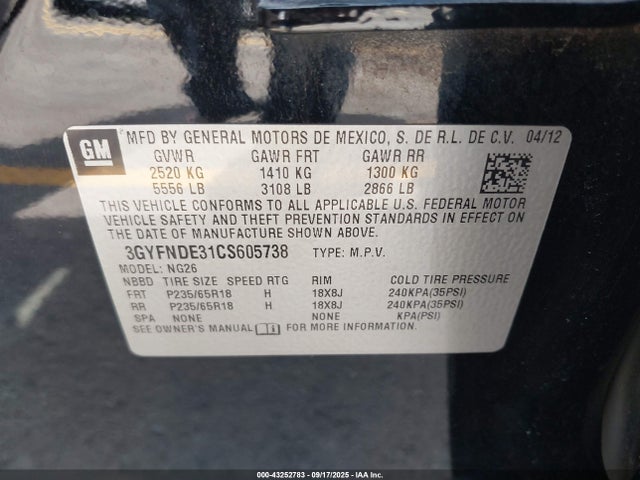 GM
MFD BY GENERAL MOTORS DE MEXICO, S. DE R.L. DE C.V. 04/12
GVWR GAWR FRT GAWR RR
2520 KG 1410 KG 1300 KG
5556 LB 3108 LB 2866 LB
THIS VEHICLE CONFORMS TO ALL APPLICABLE U.S. FEDERAL MOTOR
VEHICLE SAFETY AND THEFT PREVENTION STANDARDS IN EFFECT ON
THE DATE OF MANUFACTURE SHOWN ABOVE.
3GYFNDE31CS605738 TYPE: M.P.V.
MODEL: NG26
NBBD TIRE SIZE SPEED RTG RIM COLD TIRE PRESSURE
FRT P235/65R18 H 18X8J 240KPA(35PSI)
RR P235/65R18 H 18X8J 240KPA(35PSI)
SPA NONE NONE KPA(PSI)
SEE OWNER'S MANUAL FOR MORE INFORMATION.
000-43252783 - 09/17/2025 - IAA Inc.